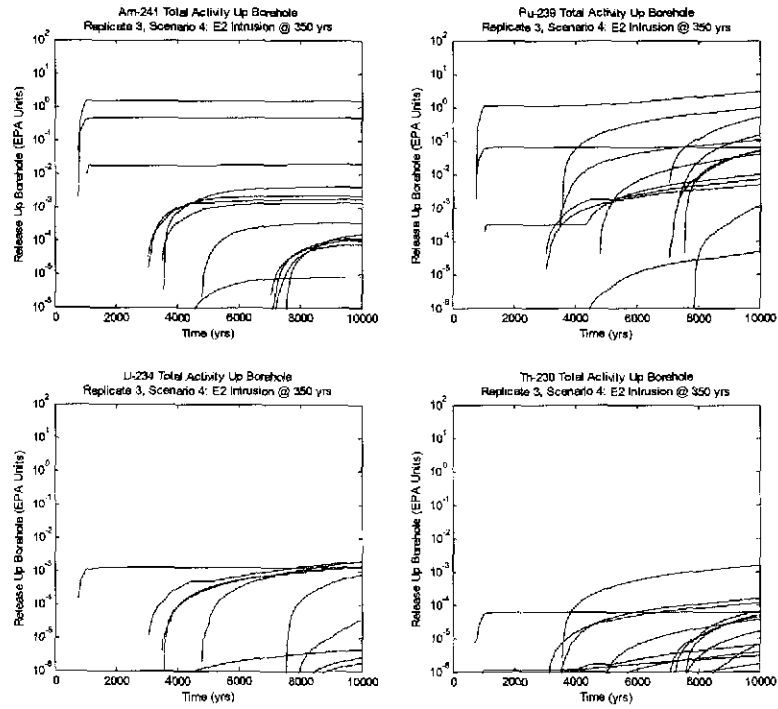 Am-241 Total Activity Up Borehole
Replicate 3, Scenario 4: E2 Intrusion @ 350 yrs
Release Up Borehole (EPA Units)
10^2
10^1
10^0
10^-1
10^-2
10^-3
10^-4
10^-5
10^-6
0 2000 4000 6000 8000 10000
Time (yrs)
Pu-239 Total Activity Up Borehole
Replicate 3, Scenario 4: E2 Intrusion @ 350 yrs
Release Up Borehole (EPA Units)
10^2
10^1
10^0
10^-1
10^-2
10^-3
10^-4
10^-5
10^-6
0 2000 4000 6000 8000 10000
Time (yrs)
U-234 Total Activity Up Borehole
Replicate 3, Scenario 4: E2 Intrusion @ 350 yrs
Release Up Borehole (EPA Units)
10^2
10^1
10^0
10^-1
10^-2
10^-3
10^-4
10^-5
10^-6
0 2000 4000 6000 8000 10000
Time (yrs)
Th-230 Total Activity Up Borehole
Replicate 3, Scenario 4: E2 Intrusion @ 350 yrs
Release Up Borehole (EPA Units)
10^2
10^1
10^0
10^-1
10^-2
10^-3
10^-4
10^-5
10^-6
0 2000 4000 6000 8000 10000
Time (yrs)